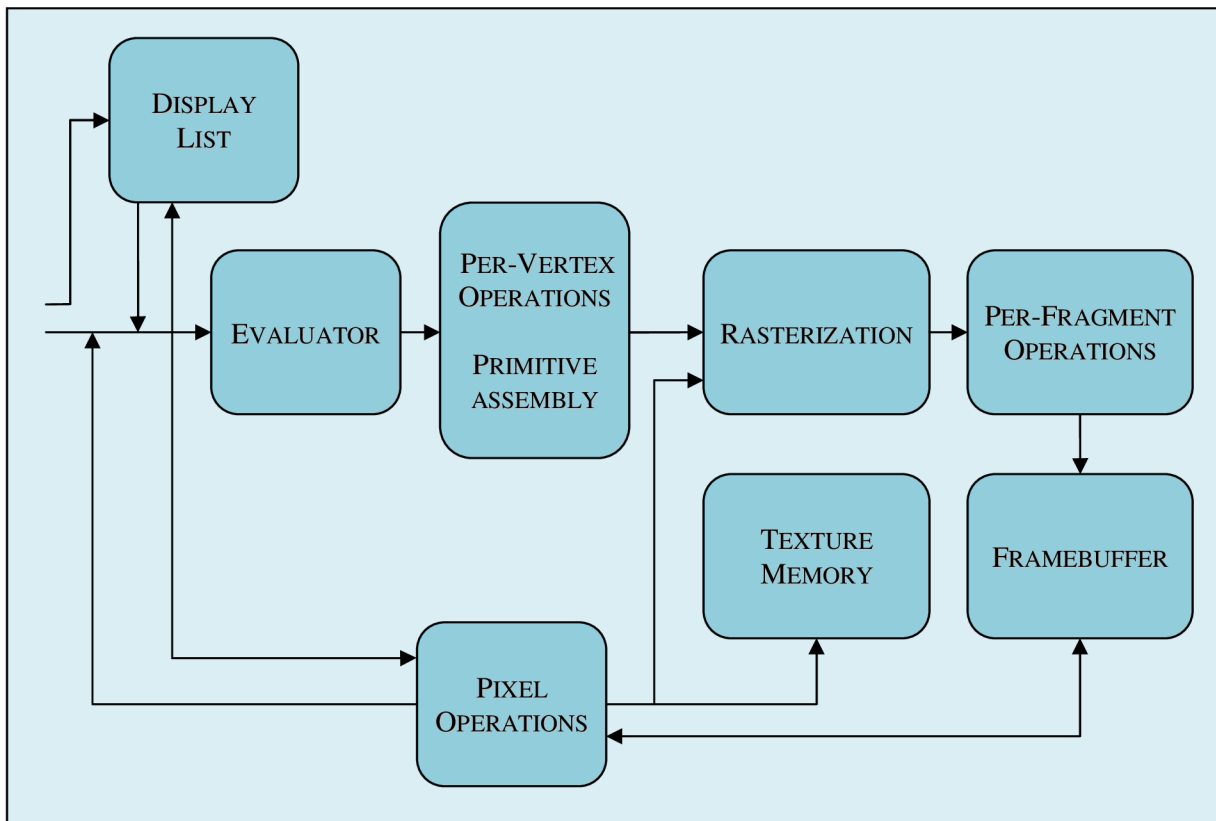 DISPLAY
LIST
PER-VERTEX
OPERATIONS
PRIMITIVE
ASSEMBLY
EVALUATOR
RASTERIZATION
PER-FRAGMENT
OPERATIONS
TEXTURE
MEMORY
FRAMEBUFFER
PIXEL
OPERATIONS